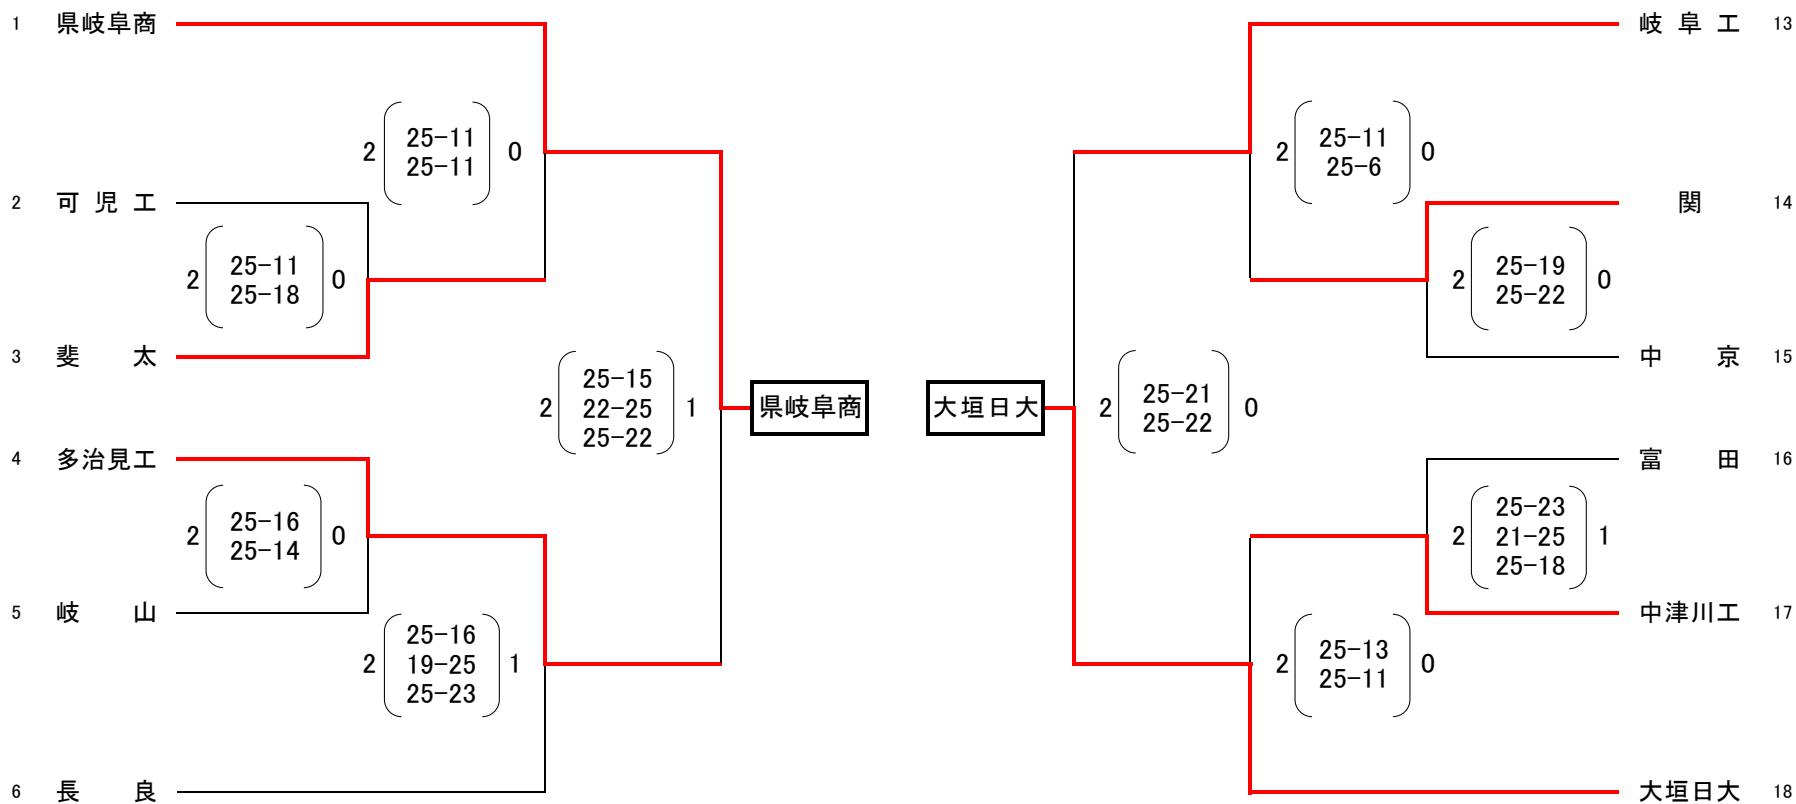 1 県岐阜商
2 25-11 0
25-11
2 可児工
2 25-11 0
25-18
3 斐太
2 25-15 1
22-25
25-22
県岐阜商
4 多治見工
2 25-16 0
25-14
5 岐山
2 25-16 1
19-25
25-23
6 長良
岐阜工 13
2 25-11 0
25-6
関 14
2 25-19 0
25-22
中京 15
大垣日大
2 25-21 0
25-22
富田 16
2 25-23 1
21-25
25-18
中津川工 17
2 25-13 0
25-11
大垣日大 18